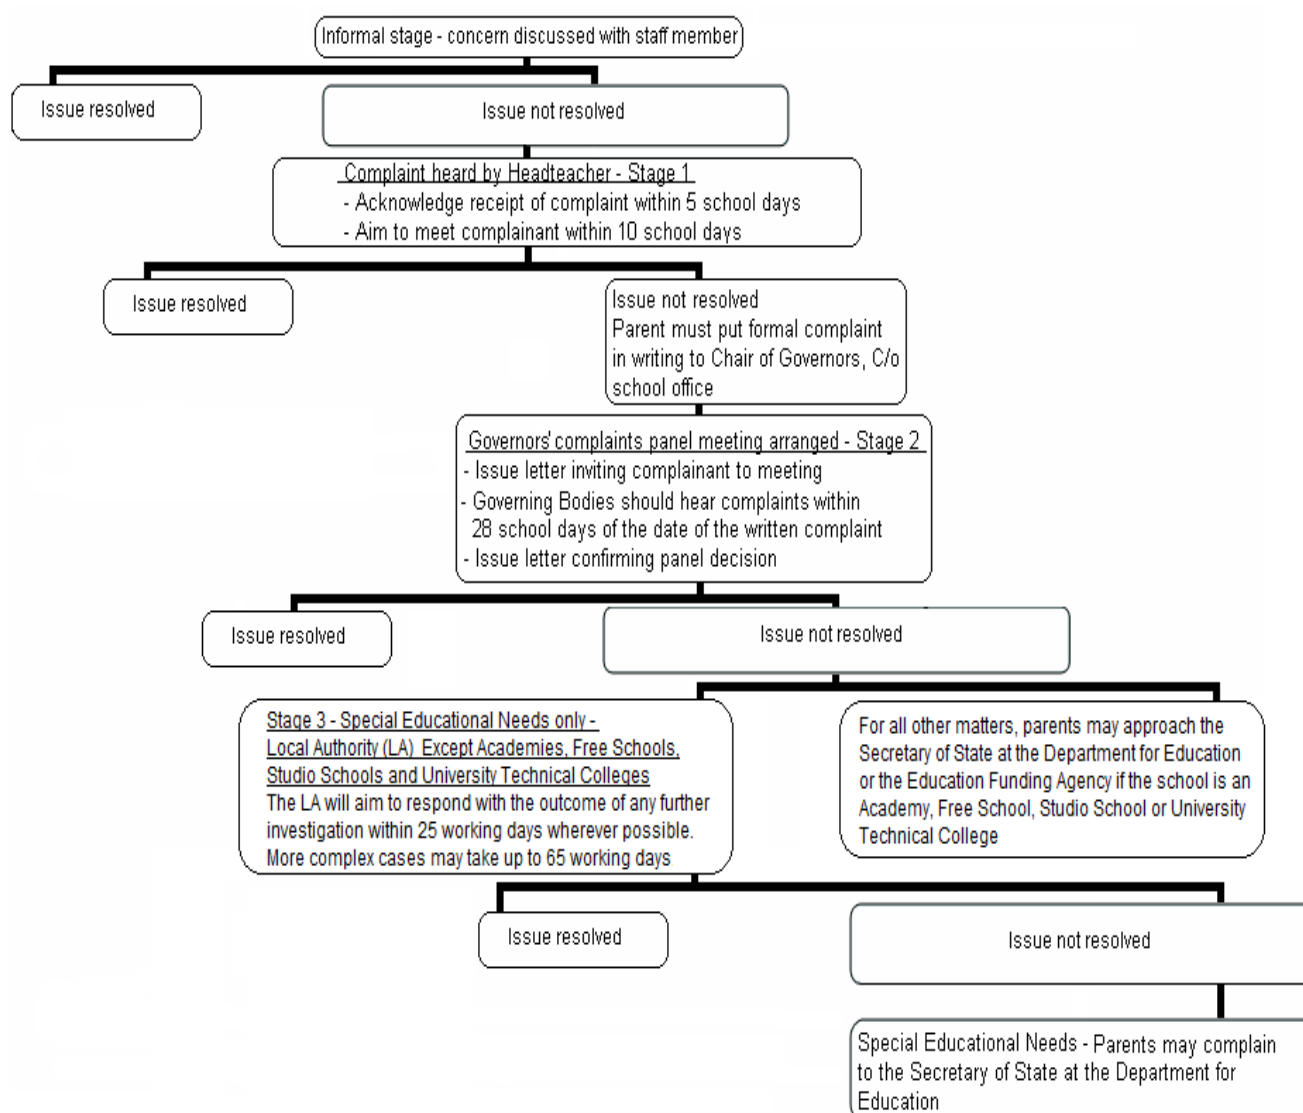 Informal stage - concern discussed with staff member
Issue resolved
Issue not resolved
Complaint heard by Headteacher - Stage 1
- Acknowledge receipt of complaint within 5 school days
- Aim to meet complainant within 10 school days
Issue resolved
Issue not resolved
Parent must put formal complaint
in writing to Chair of Governors, C/o
school office
Governors' complaints panel meeting arranged - Stage 2
- Issue letter inviting complainant to meeting
- Governing Bodies should hear complaints within
28 school days of the date of the written complaint
- Issue letter confirming panel decision
Issue resolved
Issue not resolved
Stage 3 - Special Educational Needs only -
Local Authority (LA) Except Academies, Free Schools,
Studio Schools and University Technical Colleges
The LA will aim to respond with the outcome of any further
investigation within 25 working days wherever possible.
More complex cases may take up to 65 working days
For all other matters, parents may approach the
Secretary of State at the Department for Education
or the Education Funding Agency if the school is an
Academy, Free School, Studio School or University
Technical College
Issue resolved
Issue not resolved
Special Educational Needs - Parents may complain
to the Secretary of State at the Department for
Education